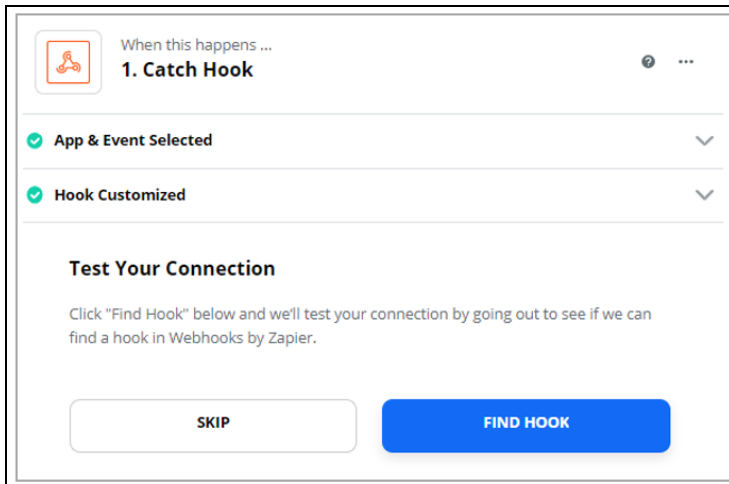 When this happens ...
1. Catch Hook
App & Event Selected
Hook Customized
Test Your Connection
Click "Find Hook" below and we'll test your connection by going out to see if we can
find a hook in Webhooks by Zapier.
SKIP
FIND HOOK